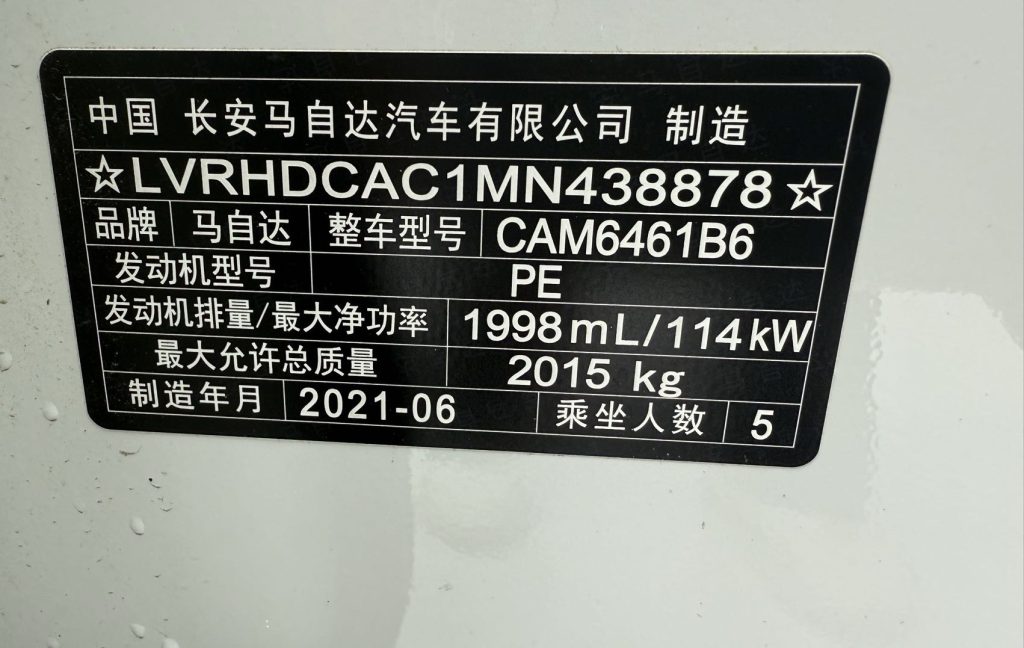 中国 长安马自达汽车有限公司 制造
☆LVRHDCAC1MN438878☆
品牌 马自达 整车型号 CAM6461B6
发动机型号 PE
发动机排量/最大净功率 1998mL/114kW
最大允许总质量 2015 kg
制造年月 2021-06 乘坐人数 5